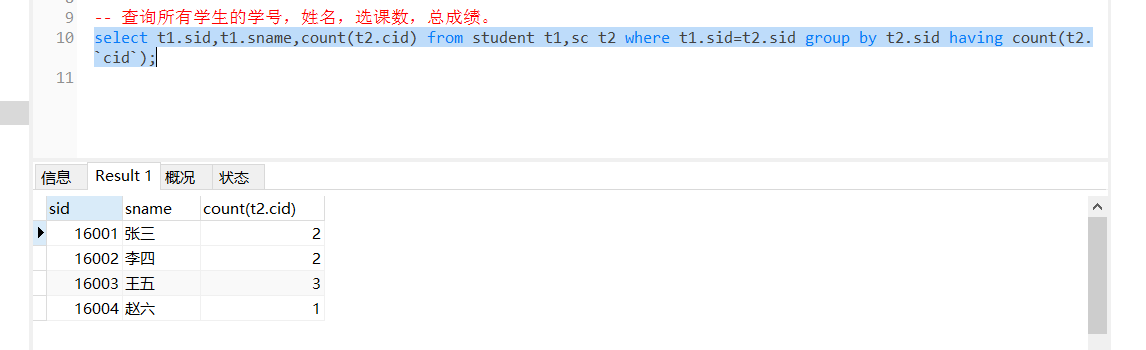 9 -- 查询所有学生的学号，姓名，选课数，总成绩。
10 select t1.sid,t1.sname,count(t2.cid) from student t1,sc t2 where t1.sid=t2.sid group by t2.sid having count(t2.
`cid`);
11
信息 Result 1 概况 状态
sid sname count(t2.cid)
16001 张三 2
16002 李四 2
16003 王五 3
16004 赵六 1